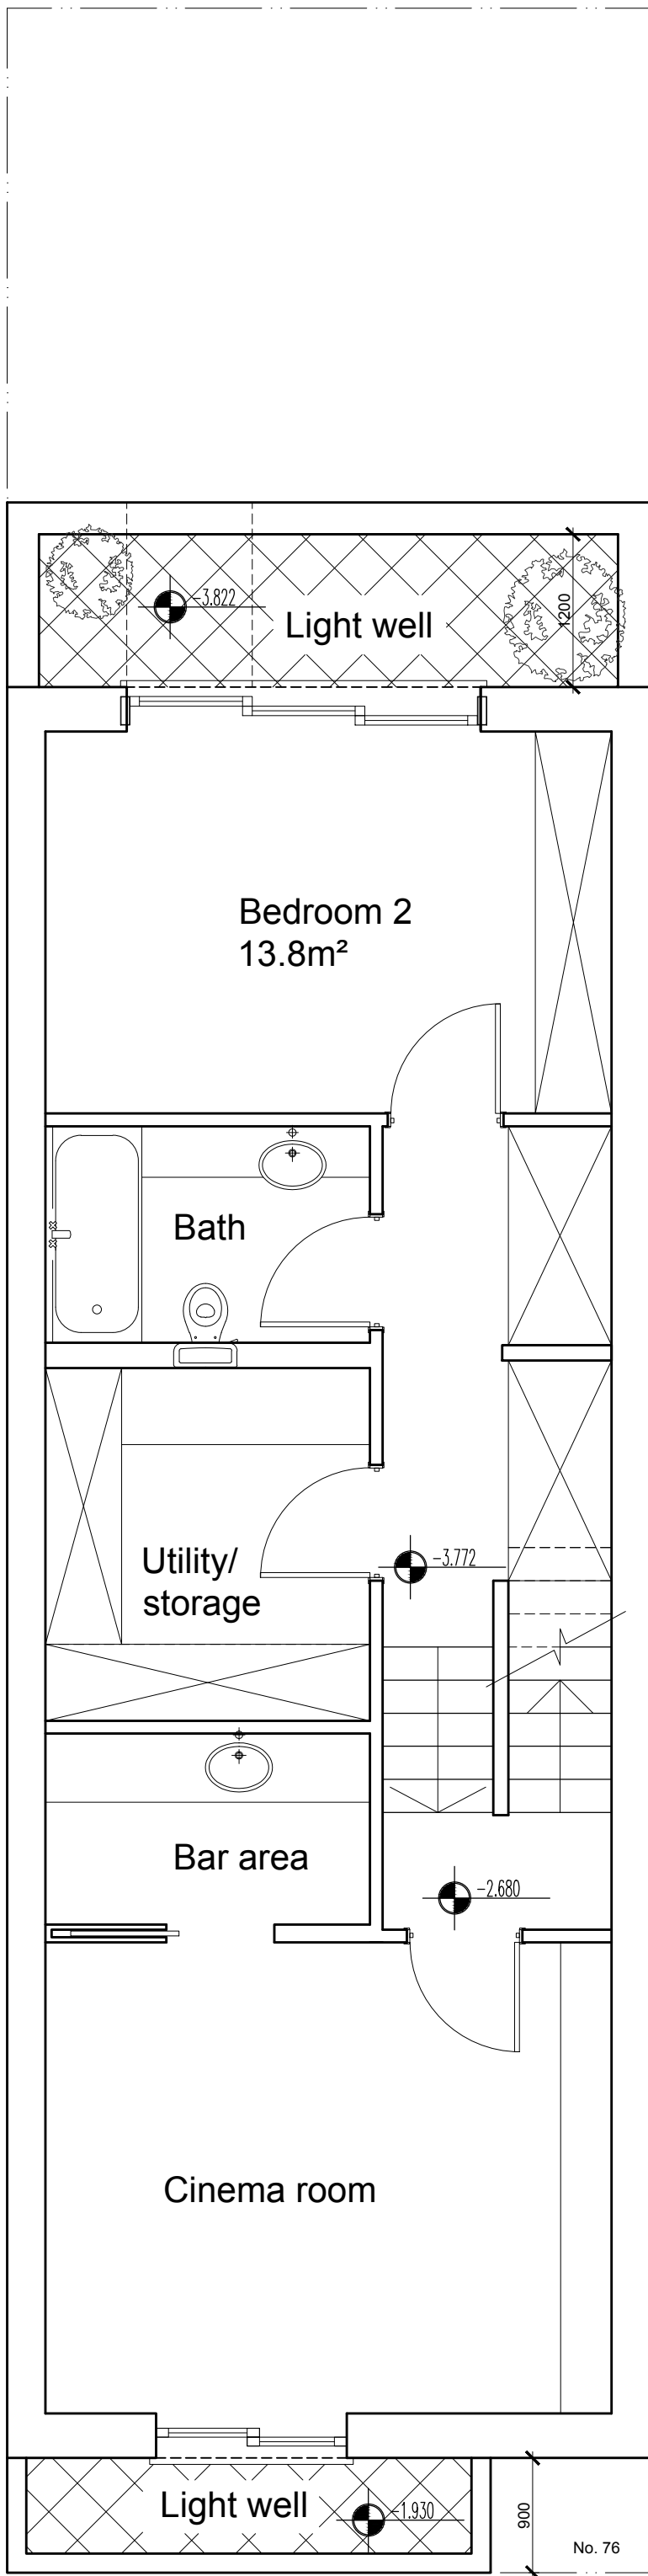 -3.822
Light well
1200
Bedroom 2
13.8m²
Bath
-3.772
Utility/
storage
Bar area
-2.680
Cinema room
Light well
-1.930
900
No. 76